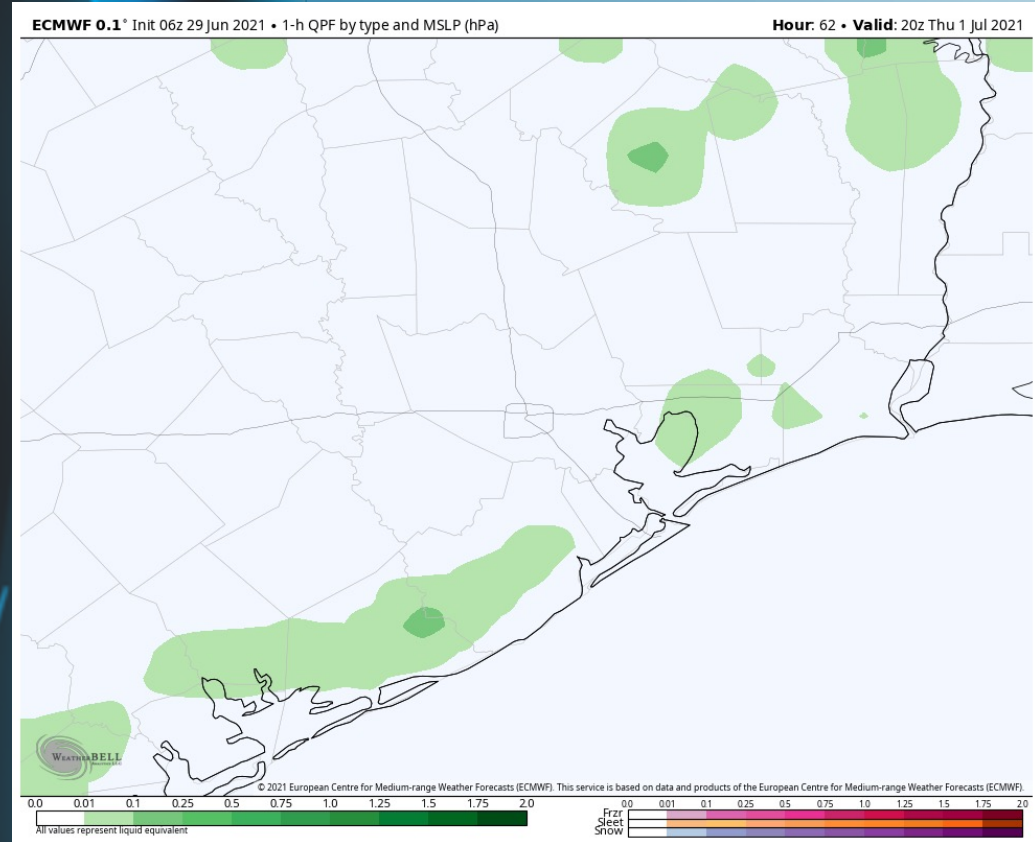 ECMWF 0.1° Init 06z 29 Jun 2021 • 1-h QPF by type and MSLP (hPa)
Hour: 62 • Valid: 20z Thu 1 Jul 2021
WEATHERBELL
© 2021 European Centre for Medium-range Weather Forecasts (ECMWF). This service is based on data and products of the European Centre for Medium-range Weather Forecasts (ECMWF).
0.0 0.01 0.1 0.25 0.5 0.75 1.0 1.25 1.5 1.75 2.0
All values represent liquid equivalent
0.0 0.01 0.1 0.25 0.5 0.75 1.0 1.25 1.5 1.75 2.0
Frzr
Sleet
Snow